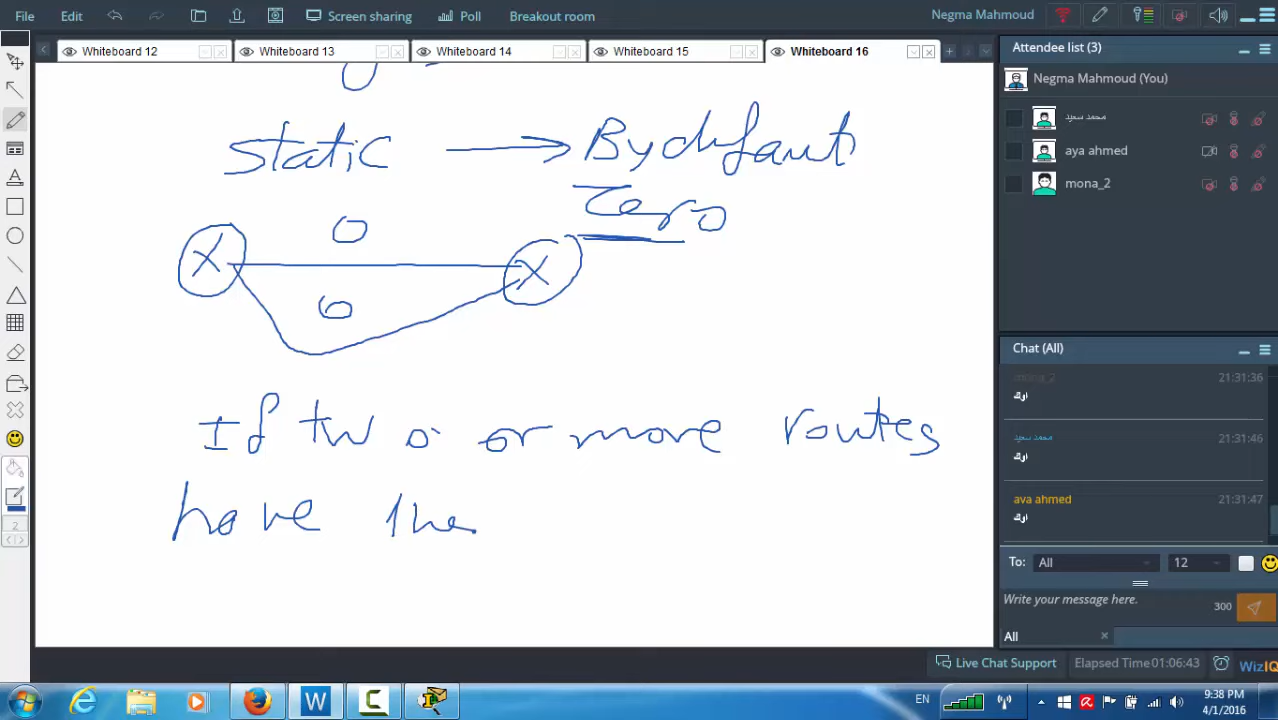 File Edit Screen sharing Poll Breakout room Negma Mahmoud
Whiteboard 12 Whiteboard 13 Whiteboard 14 Whiteboard 15 Whiteboard 16
Attendee list (3)
Negma Mahmoud (You)
محمد سعيد
aya ahmed
mona_2
static → By difaut
Zero
X 0 X
0
If two or more routes
have the
Chat (All)
mona_2 21:31:36
اوك
محمد سعيد 21:31:46
اوك
aya ahmed 21:31:47
اوك
To: All 12
Write your message here. 300
All
Live Chat Support Elapsed Time 01:06:43 WizIQ
EN 9:38 PM
4/1/2016